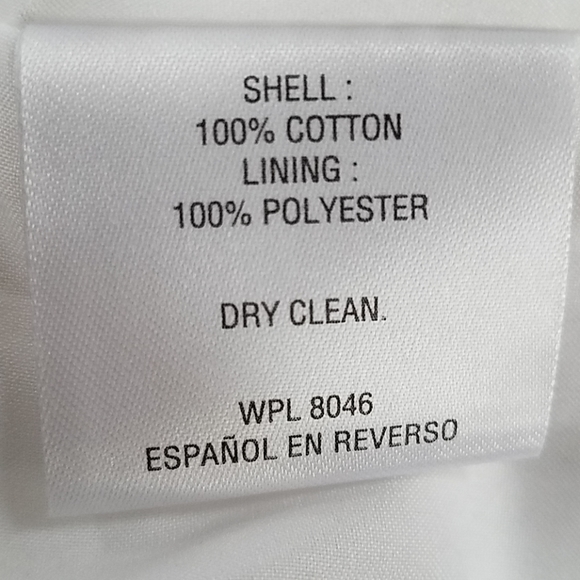 SHELL :
100% COTTON
LINING :
100% POLYESTER
DRY CLEAN.
WPL 8046
ESPAÑOL EN REVERSO